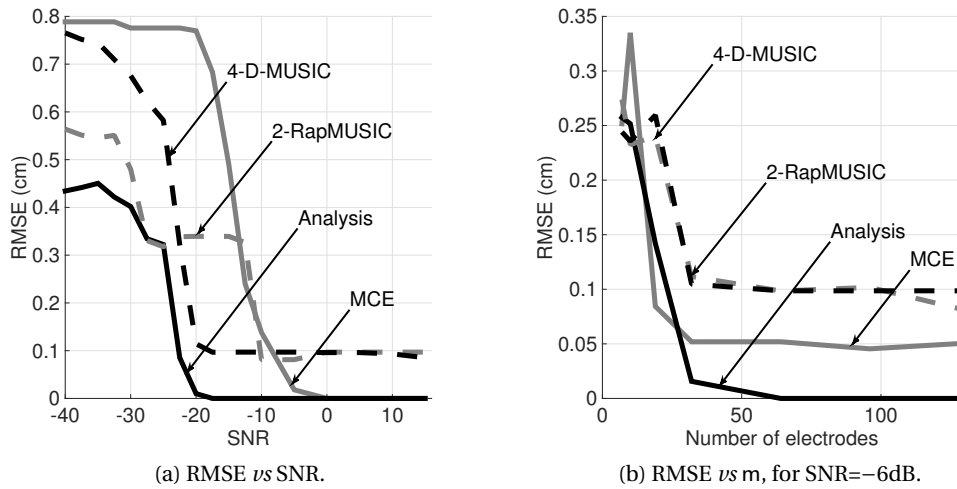 0.8
0.7
0.6
0.5
0.4
0.3
0.2
0.1
0
RMSE (cm)
-40 -30 -20 -10 0 10
SNR
4-D-MUSIC
2-RapMUSIC
Analysis
MCE
(a) RMSE vs SNR.
0.35
0.3
0.25
0.2
0.15
0.1
0.05
0
RMSE (cm)
0 50 100
Number of electrodes
4-D-MUSIC
2-RapMUSIC
Analysis
MCE
(b) RMSE vs m, for SNR=−6dB.